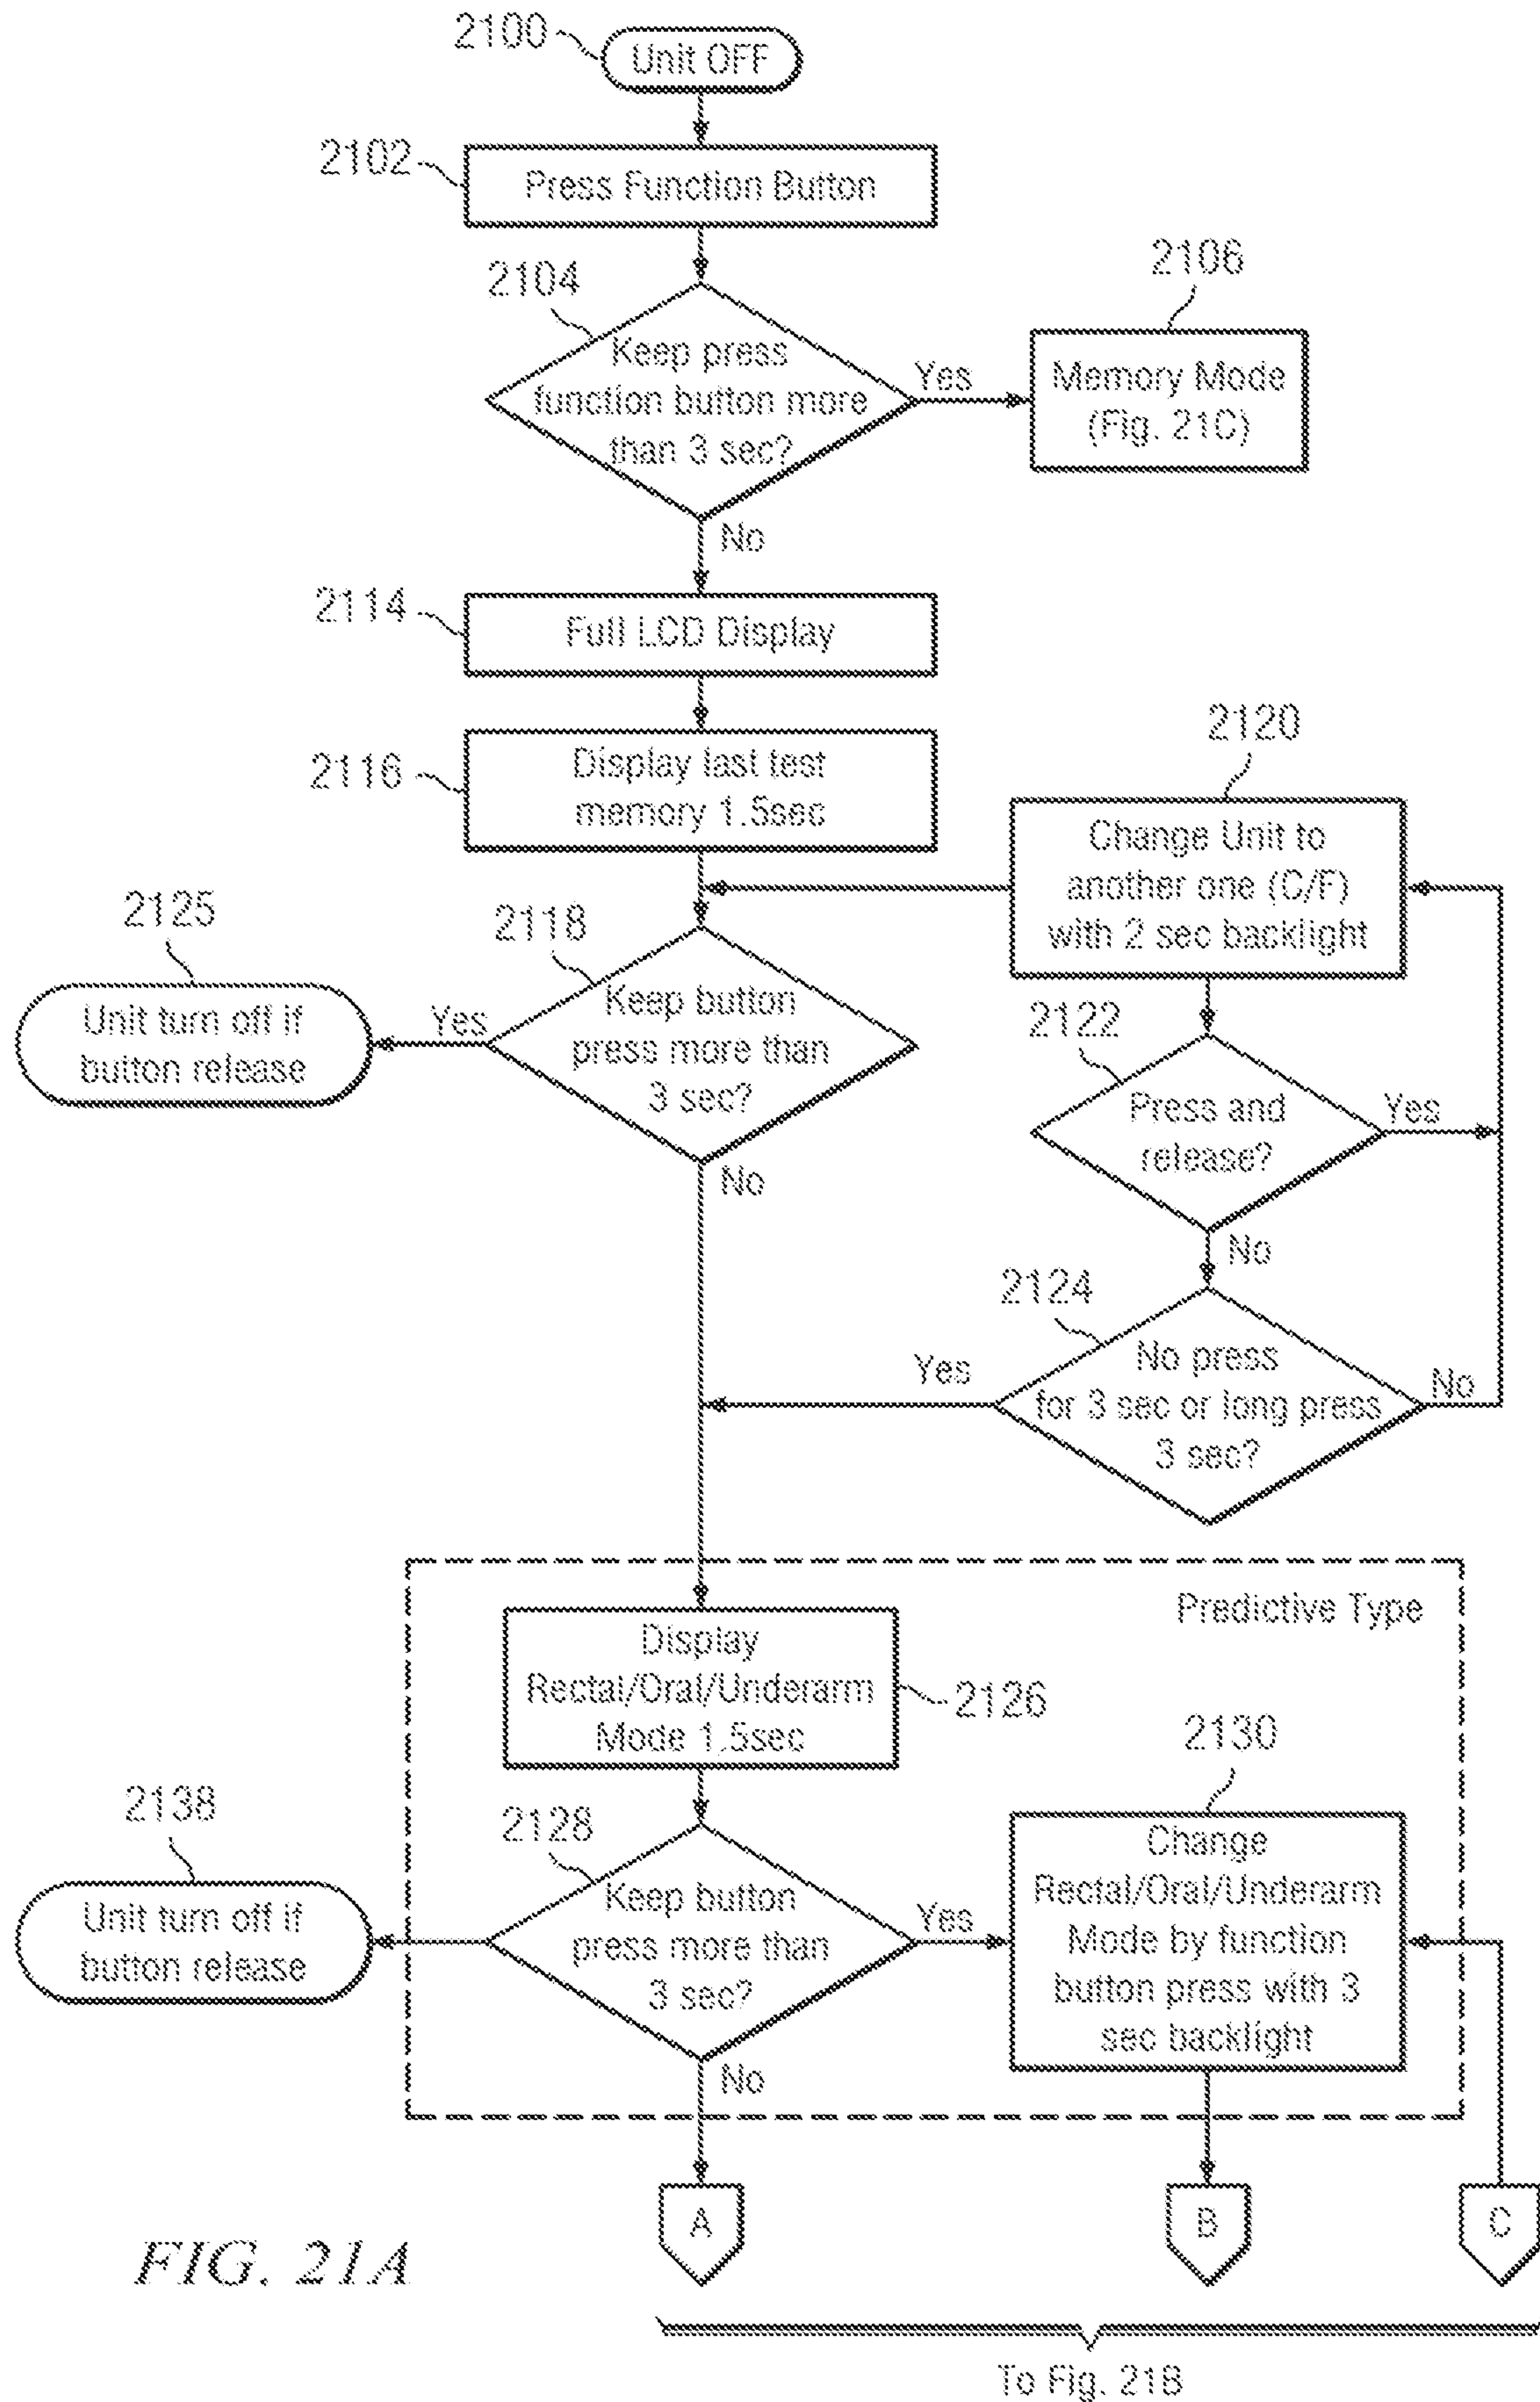 2100
Unit OFF
2102
Press Function Button
2104
Keep press
function button more
than 3 sec?
Yes
2106
Memory Mode
(Fig. 21C)
No
2114
Full LCD Display
2116
Display last test
memory 1.5sec
2120
Change Unit to
another one (C/F)
with 2 sec backlight
2125
Unit turn off if
button release
Yes
2118
Keep button
press more than
3 sec?
No
2122
Press and
release?
Yes
No
2124
No press
for 3 sec or long press
3 sec?
Yes
No
Predictive Type
Display
Rectal/Oral/Underarm
Mode 1.5sec
2126
2138
Unit turn off if
button release
2128
Keep button
press more than
3 sec?
Yes
2130
Change
Rectal/Oral/Underarm
Mode by function
button press with 3
sec backlight
No
A
B
C
FIG. 21A
To Fig. 21B